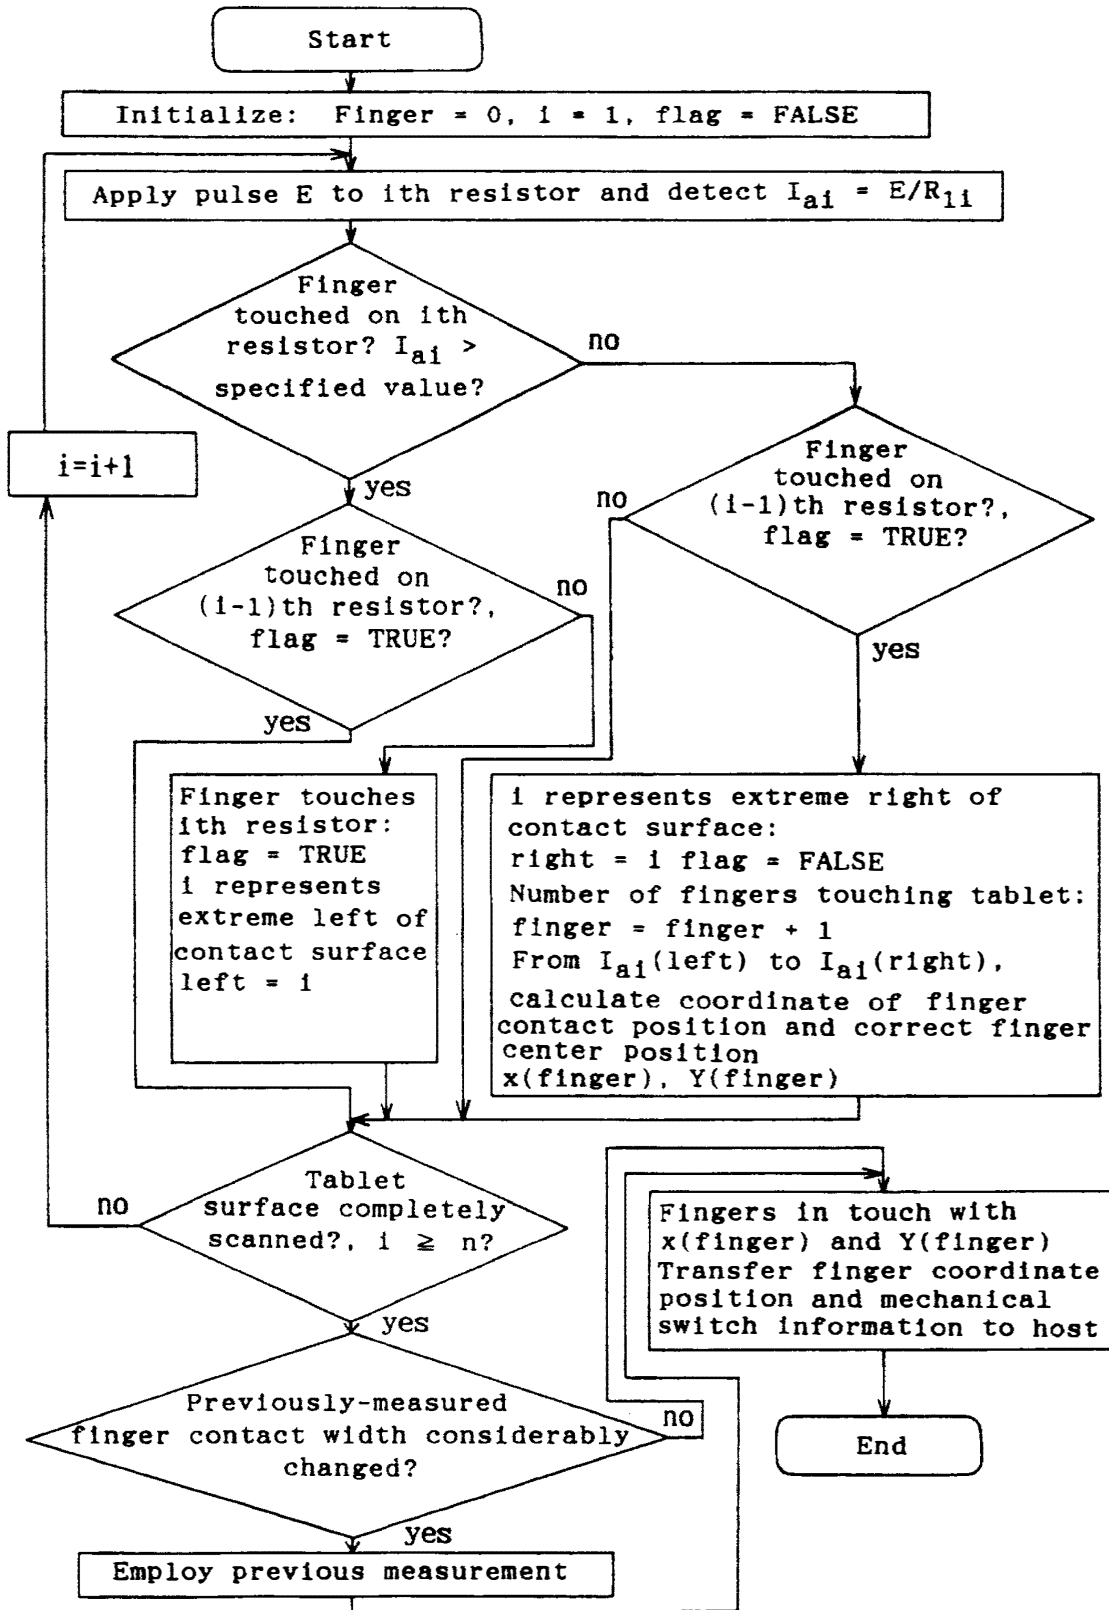 Start
Initialize: Finger = 0, i = 1, flag = FALSE
Apply pulse E to ith resistor and detect Iai = E/R1i
Finger
touched on ith
resistor? Iai >
specified value?
no
yes
i=i+1
Finger
touched on
(i-1)th resistor?,
flag = TRUE?
no
yes
Finger
touched on
(i-1)th resistor?,
flag = TRUE?
no
yes
Finger touches
ith resistor:
flag = TRUE
i represents
extreme left of
contact surface
left = i
i represents extreme right of
contact surface:
right = i flag = FALSE
Number of fingers touching tablet:
finger = finger + 1
From Iai(left) to Iai(right),
calculate coordinate of finger
contact position and correct finger
center position
x(finger), Y(finger)
Tablet
surface completely
scanned?, i ≧ n?
no
yes
Fingers in touch with
x(finger) and Y(finger)
Transfer finger coordinate
position and mechanical
switch information to host
Previously-measured
finger contact width considerably
changed?
no
yes
End
Employ previous measurement